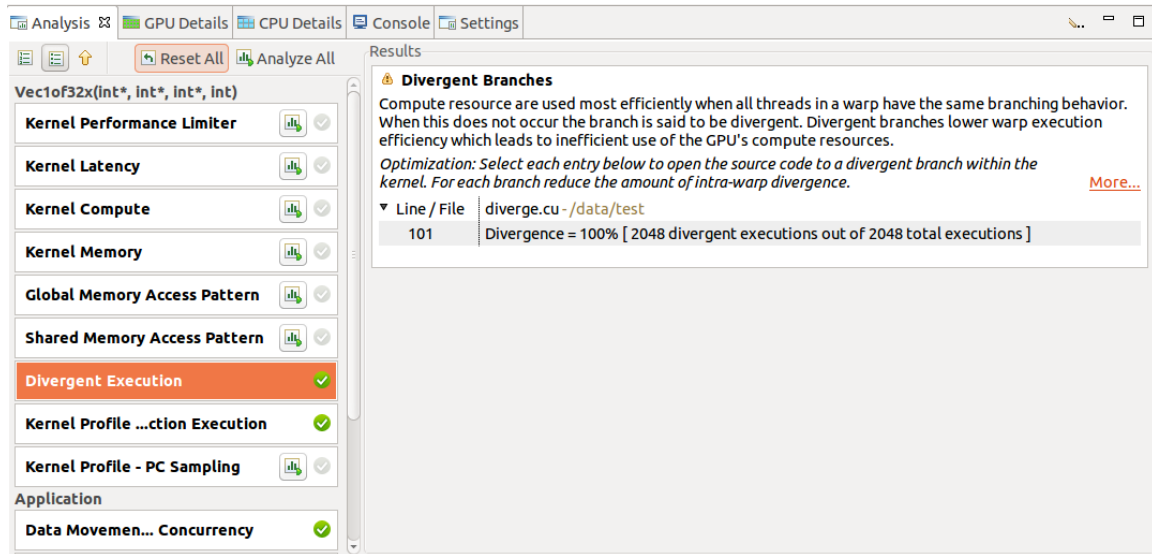 Analysis GPU Details CPU Details Console Settings
Reset All Analyze All
Vec1of32x(int*, int*, int*, int)
Kernel Performance Limiter
Kernel Latency
Kernel Compute
Kernel Memory
Global Memory Access Pattern
Shared Memory Access Pattern
Divergent Execution
Kernel Profile ...ction Execution
Kernel Profile - PC Sampling
Application
Data Movemen... Concurrency
Results
Divergent Branches
Compute resource are used most efficiently when all threads in a warp have the same branching behavior.
When this does not occur the branch is said to be divergent. Divergent branches lower warp execution
efficiency which leads to inefficient use of the GPU's compute resources.
Optimization: Select each entry below to open the source code to a divergent branch within the
kernel. For each branch reduce the amount of intra-warp divergence. More...
Line / File diverge.cu - /data/test
101 Divergence = 100% [ 2048 divergent executions out of 2048 total executions ]